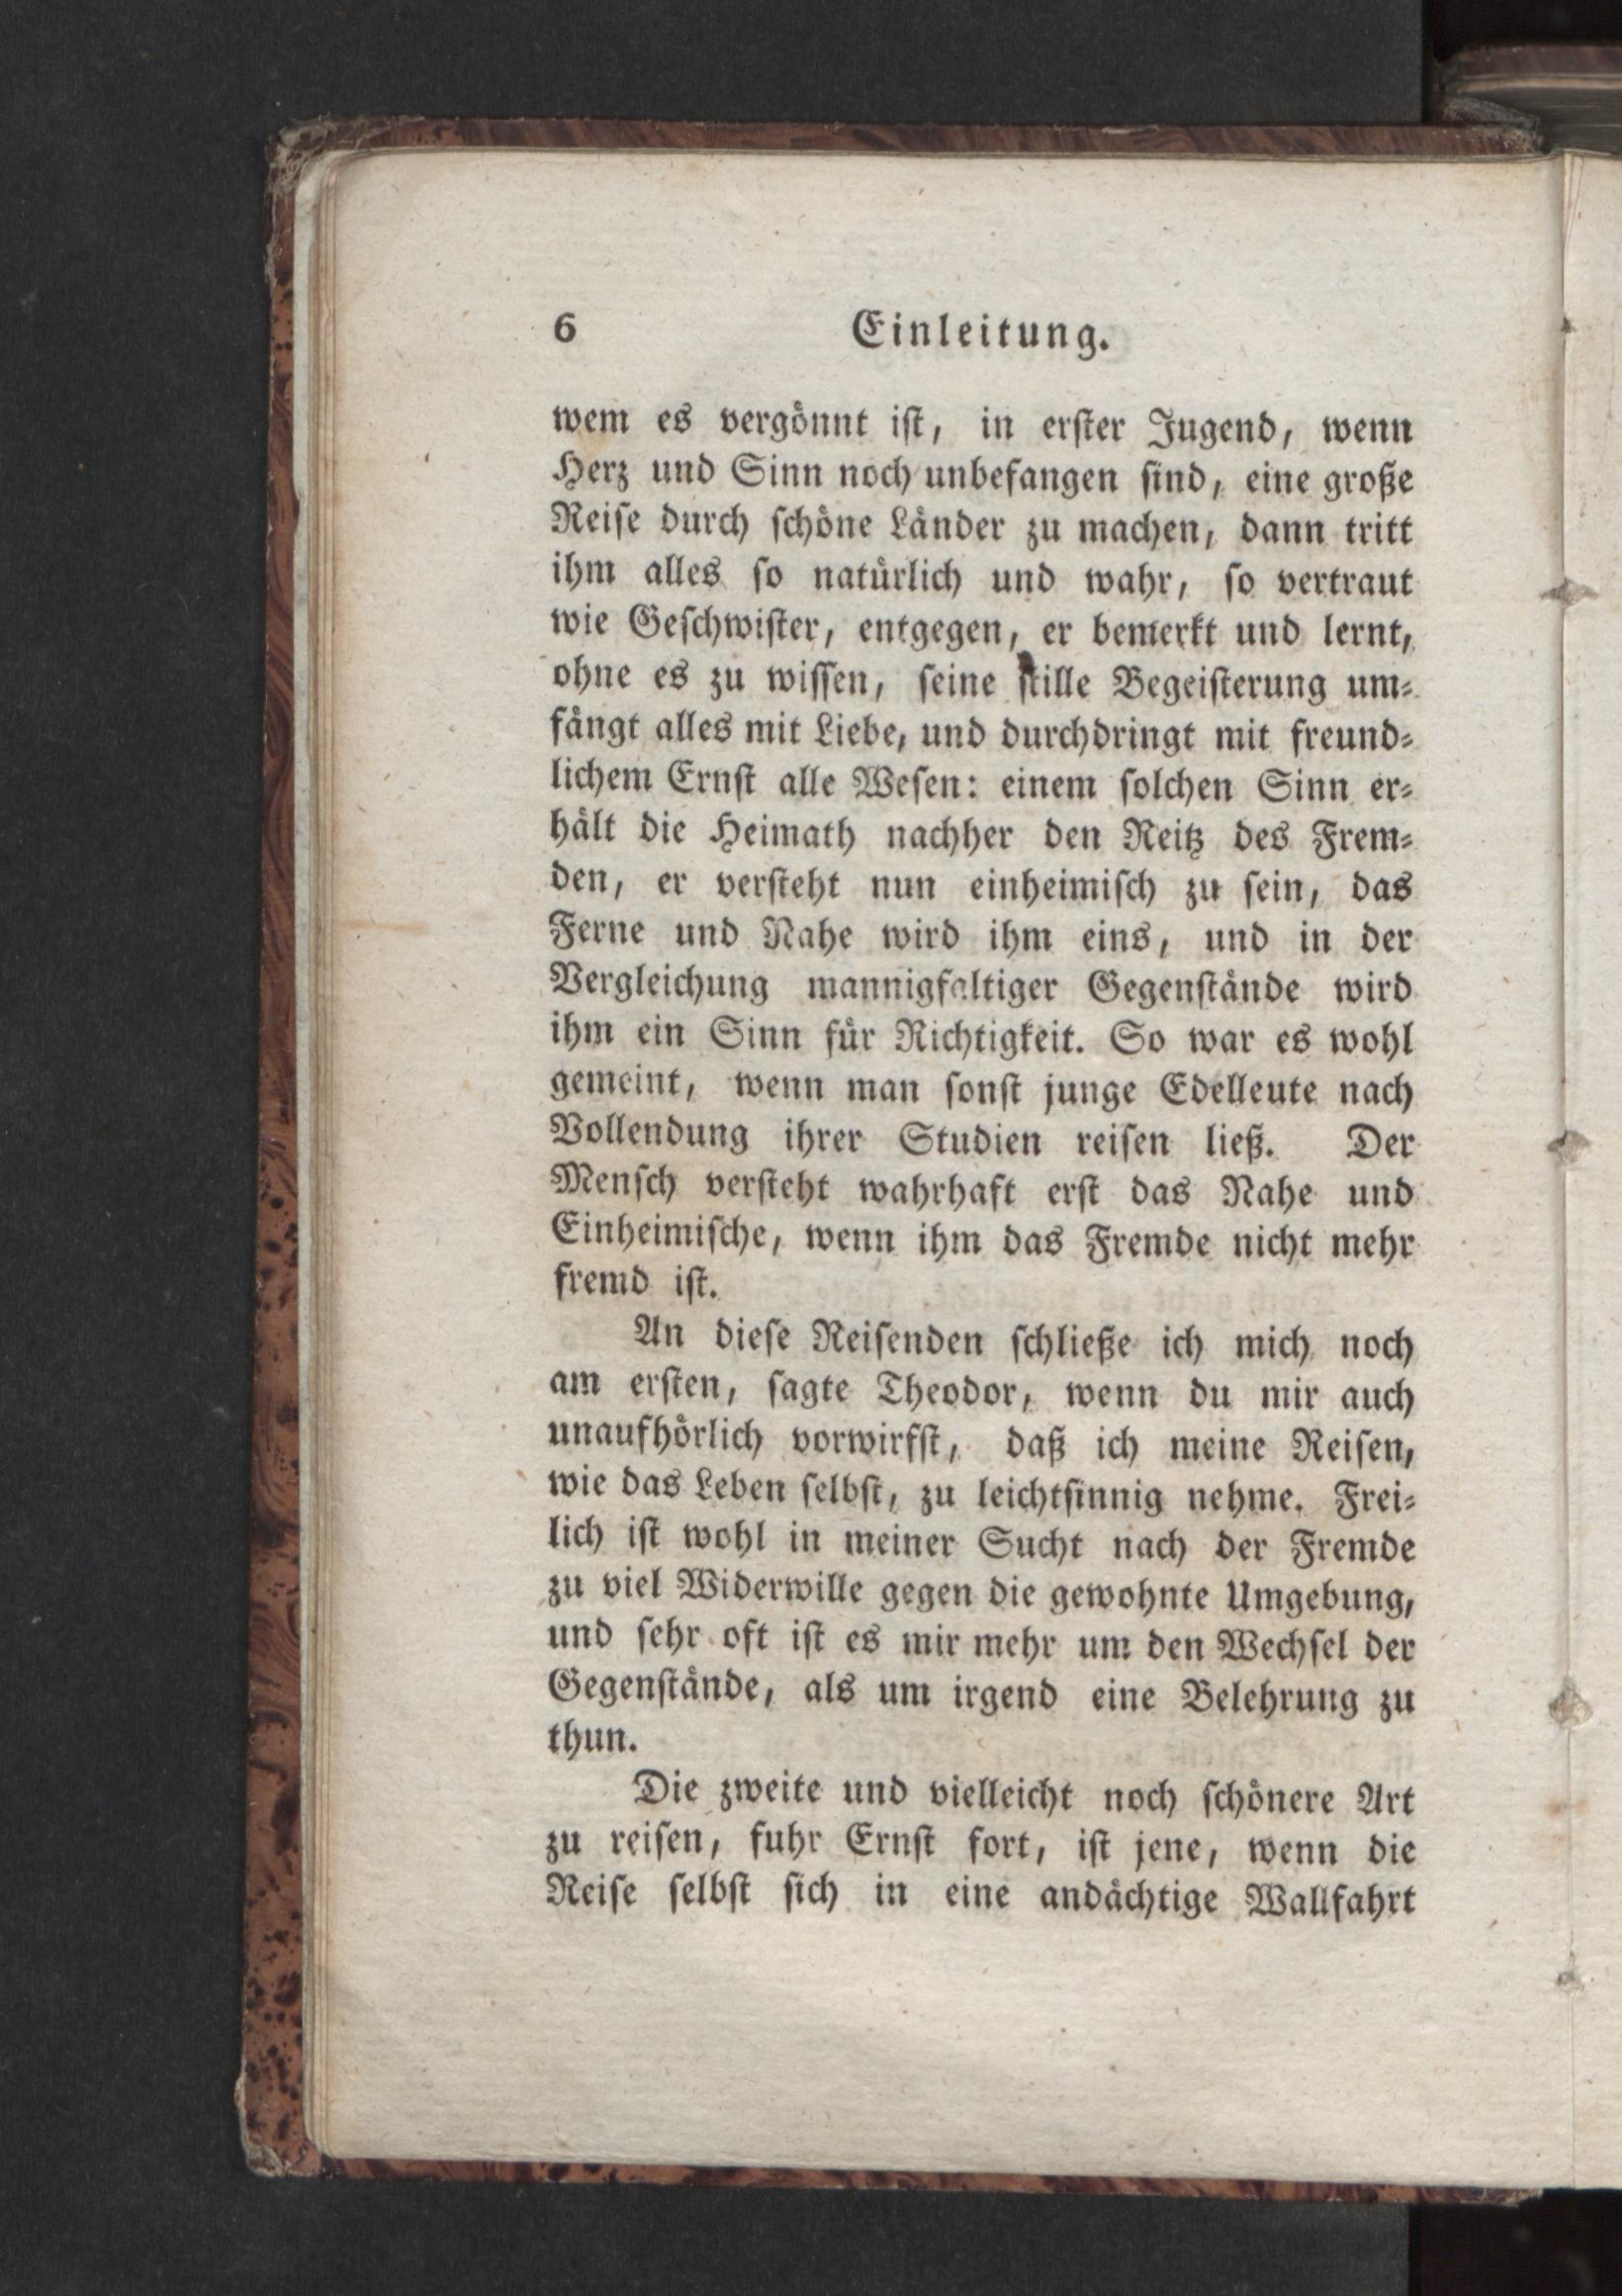 6 Einleitung.
wem es vergönnt iſt, in erſter Jugend, wenn
Herz und Sinn noch unbefangen ſind, eine große
Reiſe durch ſchöne Länder zu machen, dann tritt
ihm alles ſo natürlich und wahr, ſo vertraut
wie Geſchwiſter, entgegen, er bemerkt und lernt,
ohne es zu wiſſen, ſeine ſtille Begeiſterung um⸗
fängt alles mit Liebe, und durchdringt mit freund⸗
lichem Ernſt alle Weſen: einem ſolchen Sinn er⸗
hält die Heimath nachher den Reitz des Frem⸗
den, er verſteht nun einheimiſch zu ſein, das
Ferne und Nahe wird ihm eins, und in der
Vergleichung mannigfaltiger Gegenſtände wird
ihm ein Sinn für Richtigkeit. So war es wohl
gemeint, wenn man ſonſt junge Edelleute nach
Vollendung ihrer Studien reiſen ließ. Der
Menſch verſteht wahrhaft erſt das Nahe und
Einheimiſche, wenn ihm das Fremde nicht mehr
fremd iſt.
An dieſe Reiſenden ſchließe ich mich noch
am erſten, ſagte Theodor, wenn du mir auch
unaufhörlich vorwirfſt, daß ich meine Reiſen,
wie das Leben ſelbſt, zu leichtſinnig nehme. Frei⸗
lich iſt wohl in meiner Sucht nach der Fremde
zu viel Widerwille gegen die gewohnte Umgebung,
und ſehr oft iſt es mir mehr um den Wechſel der
Gegenſtände, als um irgend eine Belehrung zu
thun.
Die zweite und vielleicht noch ſchönere Art
zu reiſen, fuhr Ernſt fort, iſt jene, wenn die
Reiſe ſelbſt ſich in eine andächtige Wallfahrt